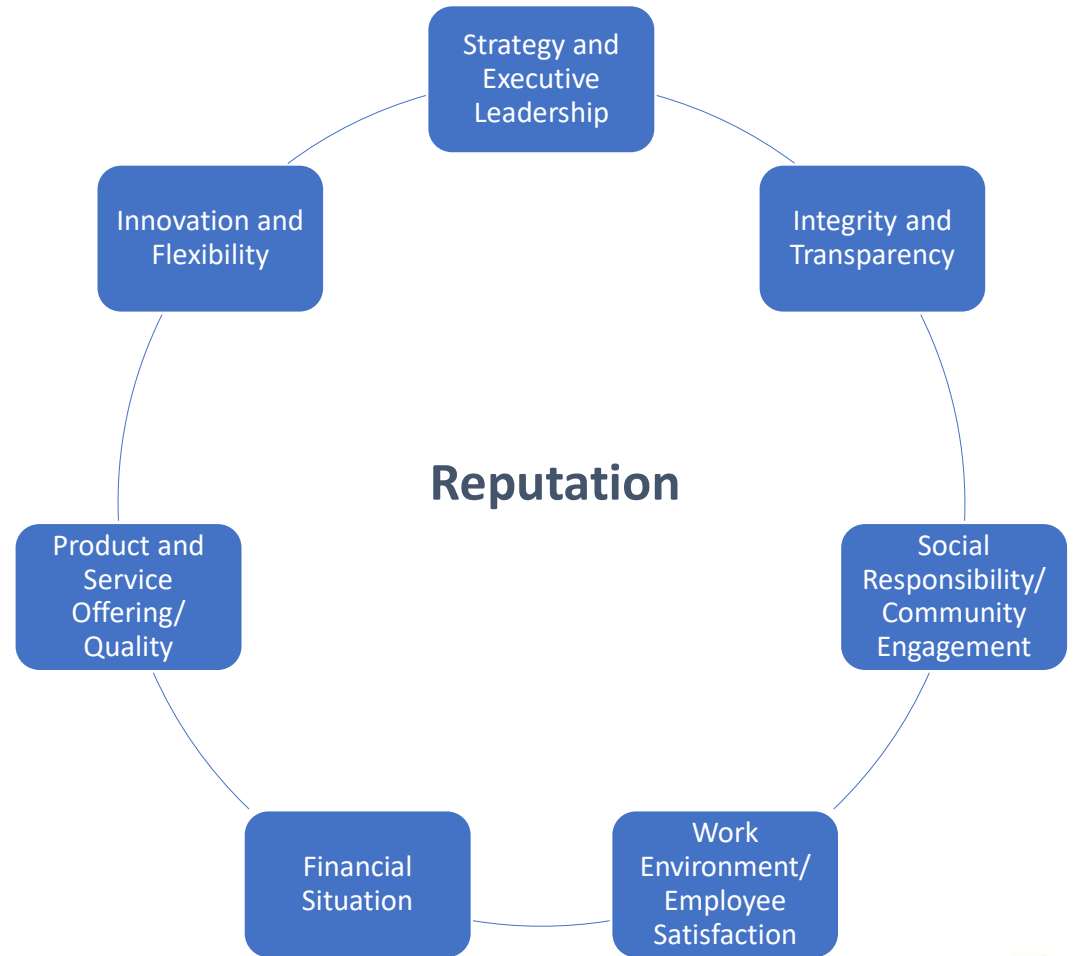 Strategy and
Executive
Leadership
Integrity and
Transparency
Social
Responsibility/
Community
Engagement
Work
Environment/
Employee
Satisfaction
Financial
Situation
Product and
Service
Offering/
Quality
Innovation and
Flexibility
Reputation